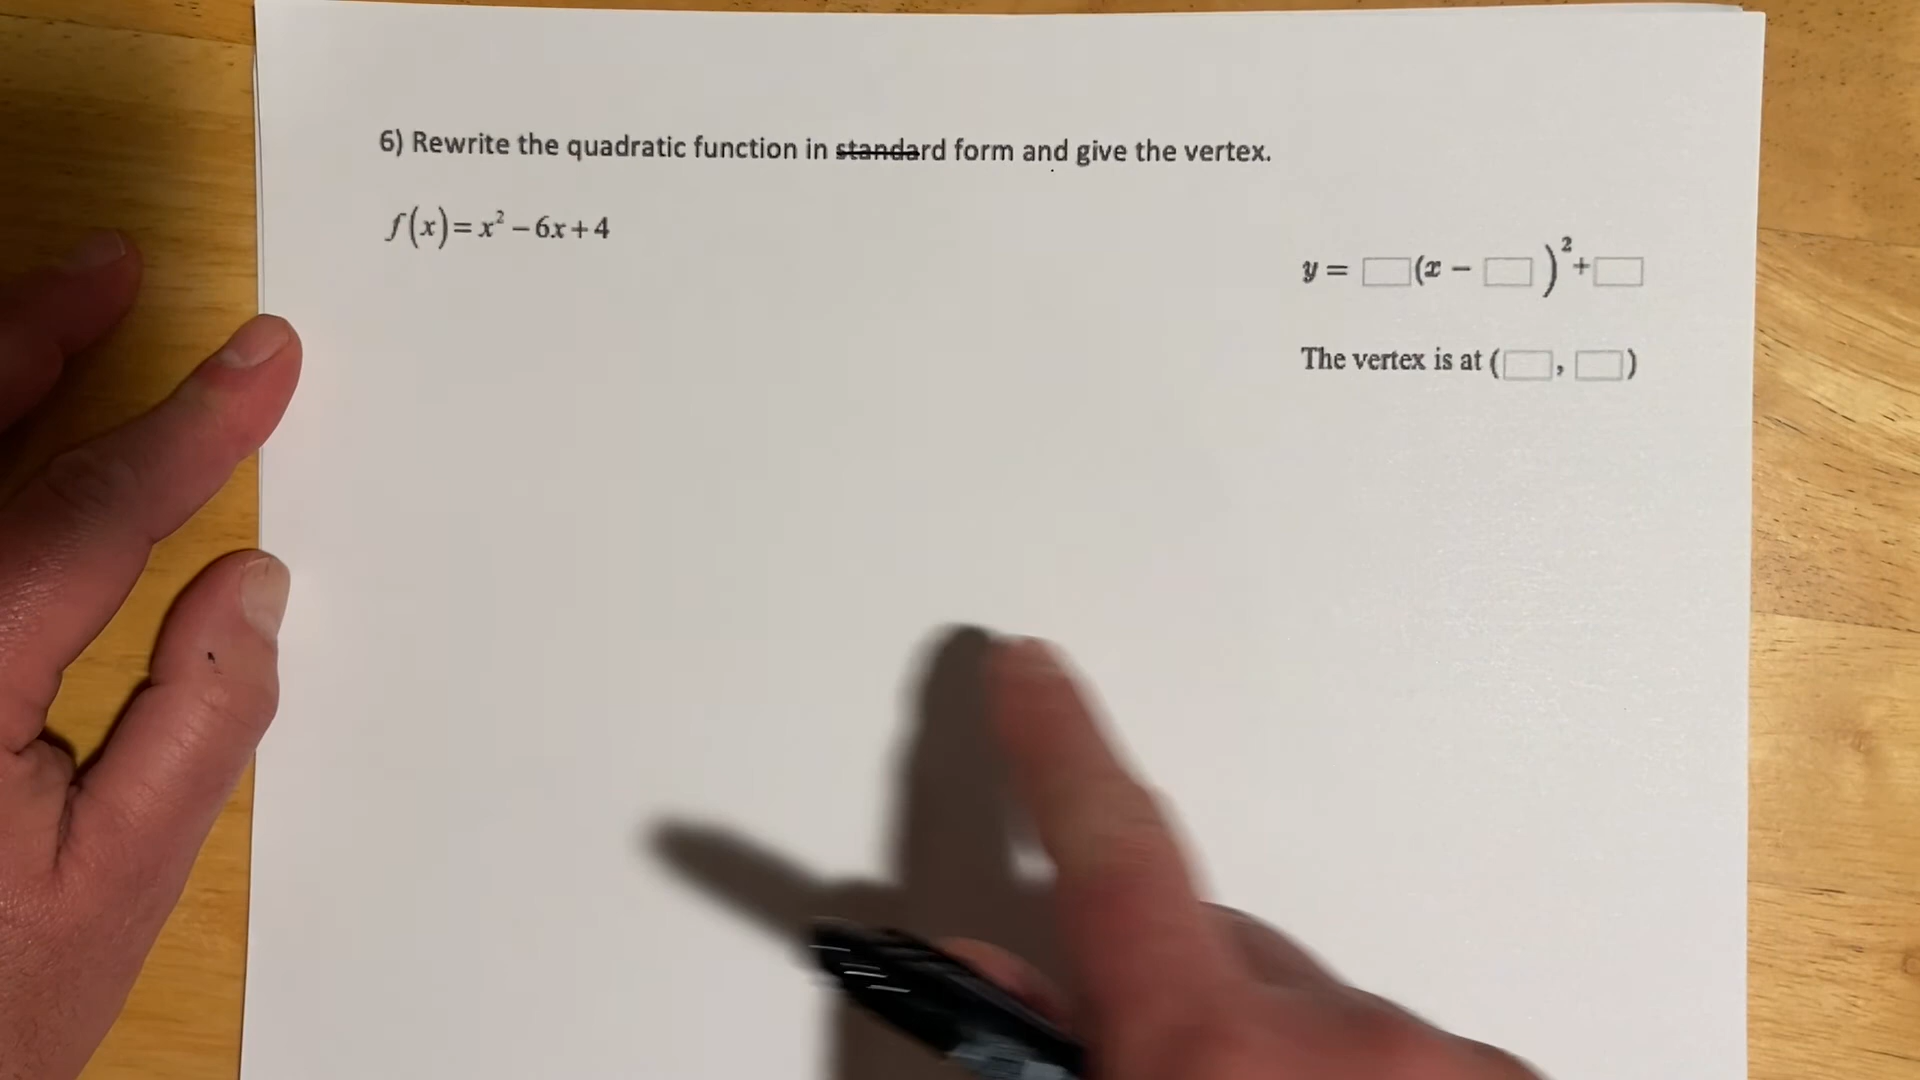 6) Rewrite the quadratic function in standard form and give the vertex.
f(x)=x²−6x+4
y = □(x − □)²+□
The vertex is at (□, □)